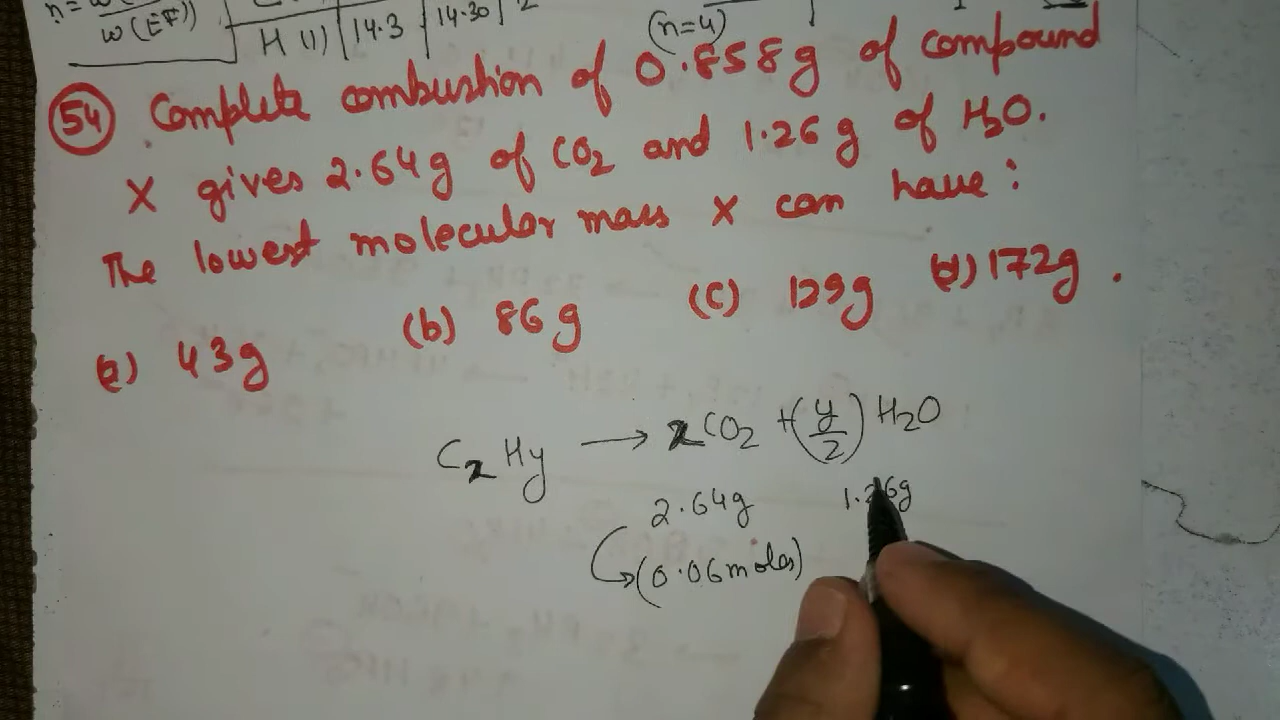 w(EF))
H (1) 14.3 14.30 2
(n=4)
54 Complete combustion of 0.858g of compound
X gives 2.64g of CO2 and 1.26g of H2O.
The lowest molecular mass X can have:
(a) 43g (b) 86g (c) 129g (d) 172g.
CxHy → xCO2 + (y/2) H2O
2.64g 1.26g
(0.06 moles)